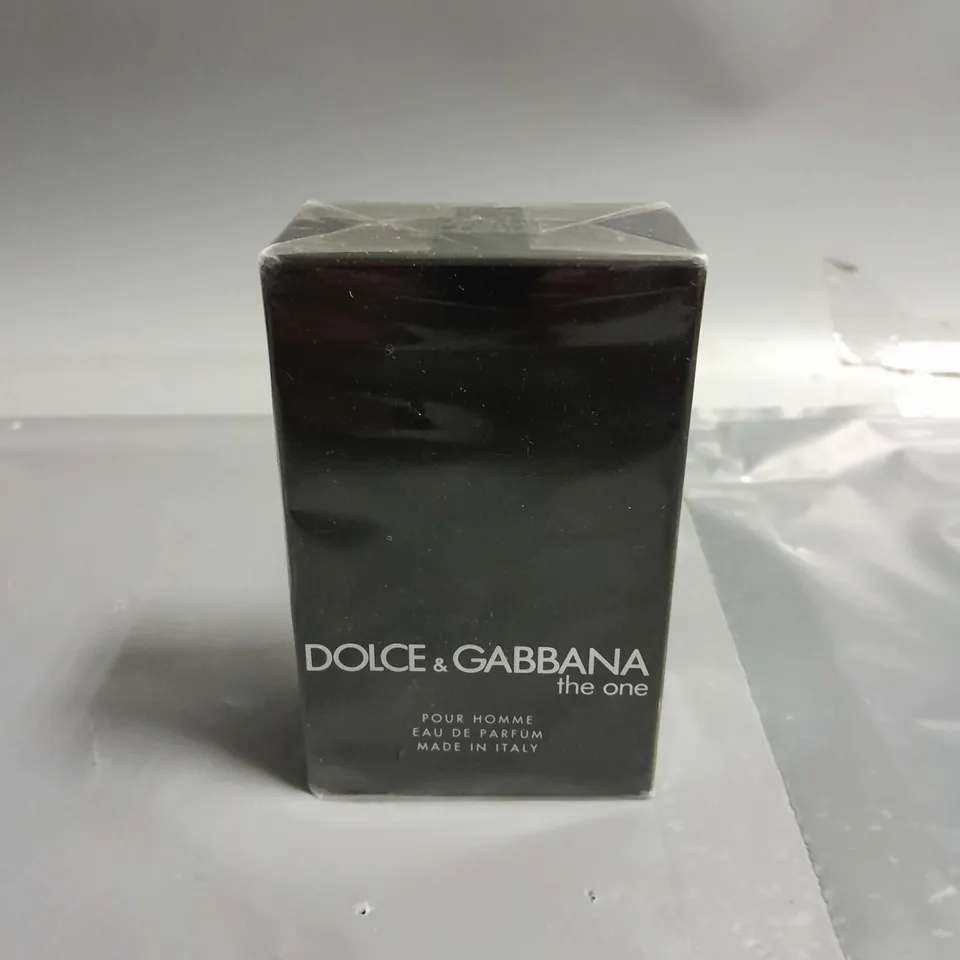 DOLCE & GABBANA
the one
POUR HOMME
EAU DE PARFUM
MADE IN ITALY